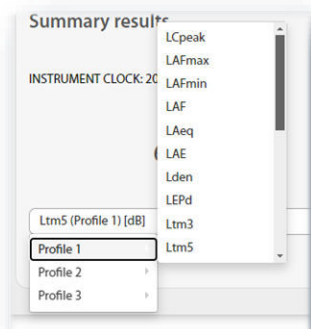 Summary results
INSTRUMENT CLOCK: 20
Ltm5 (Profile 1) [dB]
Profile 1
Profile 2
Profile 3
LCpeak
LAFmax
LAFmin
LAF
LAeq
LAE
Lden
LEPd
Ltm3
Ltm5